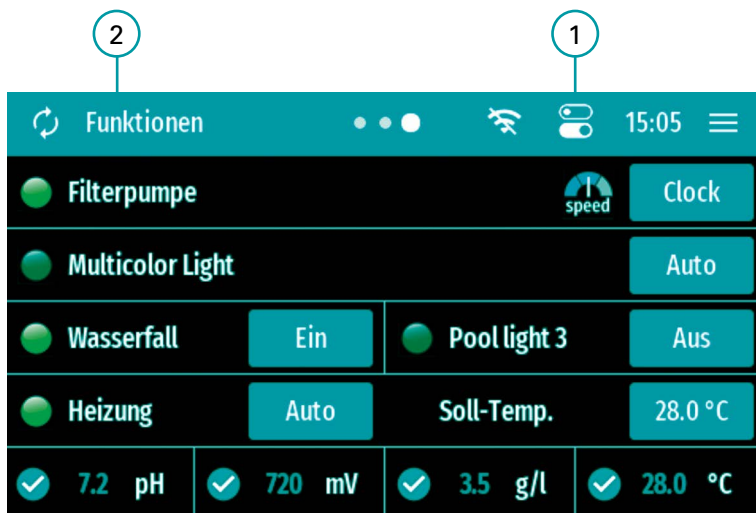 2 1
Funktionen 15:05
Filterpumpe speed Clock
Multicolor Light Auto
Wasserfall Ein Pool light 3 Aus
Heizung Auto Soll-Temp. 28.0 °C
7.2 pH 720 mV 3.5 g/l 28.0 °C